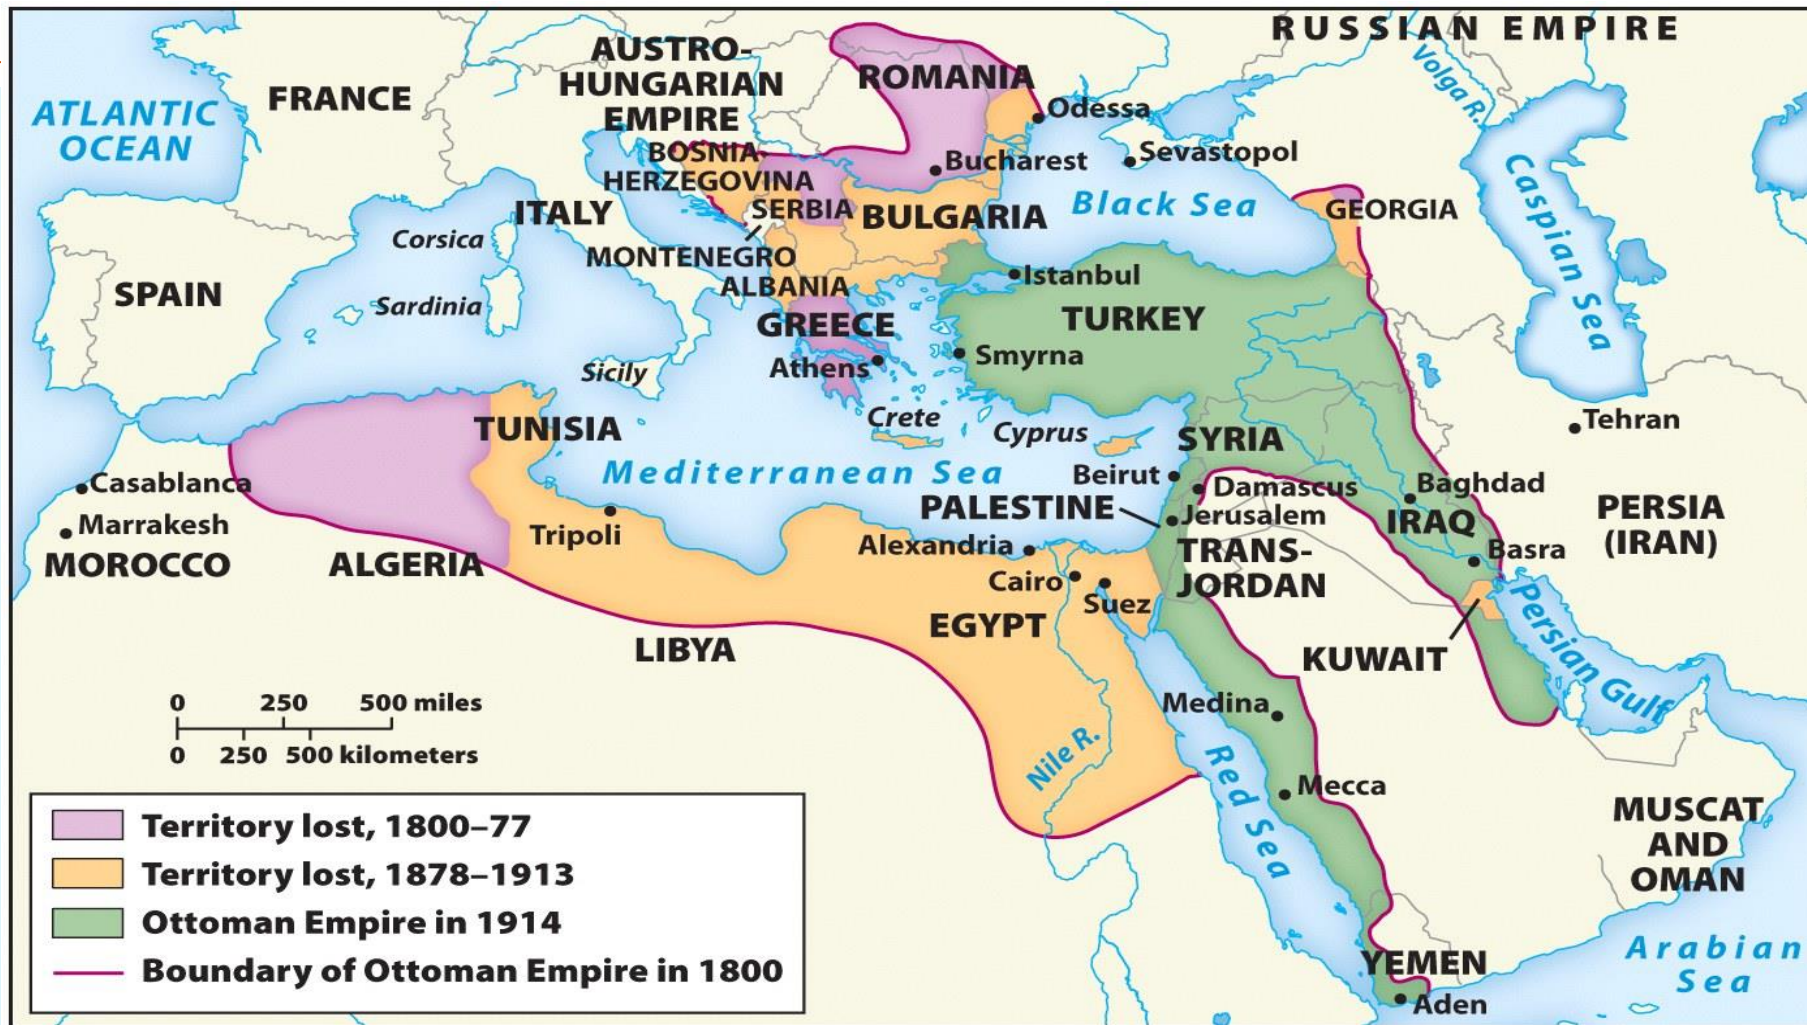 RUSSIAN EMPIRE
AUSTRO-
HUNGARIAN
EMPIRE
ROMANIA
Volga R.
FRANCE
ATLANTIC
OCEAN
Odessa
BOSNIA-
HERZEGOVINA
Bucharest
Sevastopol
Caspian Sea
ITALY
SERBIA
BULGARIA
Black Sea
GEORGIA
Corsica
MONTENEGRO
ALBANIA
Istanbul
SPAIN
Sardinia
GREECE
TURKEY
Athens
Smyrna
Sicily
Crete
Cyprus
TUNISIA
SYRIA
Tehran
Mediterranean Sea
Beirut
Damascus
Baghdad
Casablanca
PALESTINE
Jerusalem
IRAQ
PERSIA
(IRAN)
Marrakesh
Tripoli
Alexandria
TRANS-
JORDAN
Basra
MOROCCO
ALGERIA
Cairo
Suez
EGYPT
Persian Gulf
LIBYA
KUWAIT
0 250 500 miles
0 250 500 kilometers
Medina
Nile R.
Red Sea
Mecca
MUSCAT
AND
OMAN
Territory lost, 1800–77
Territory lost, 1878–1913
Ottoman Empire in 1914
Boundary of Ottoman Empire in 1800
YEMEN
Aden
Arabian
Sea